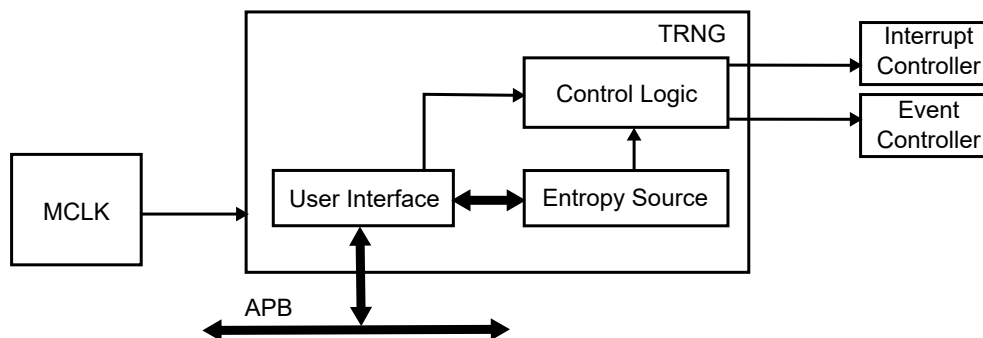 TRNG
Interrupt
Controller
Control Logic
Event
Controller
MCLK
User Interface
Entropy Source
APB